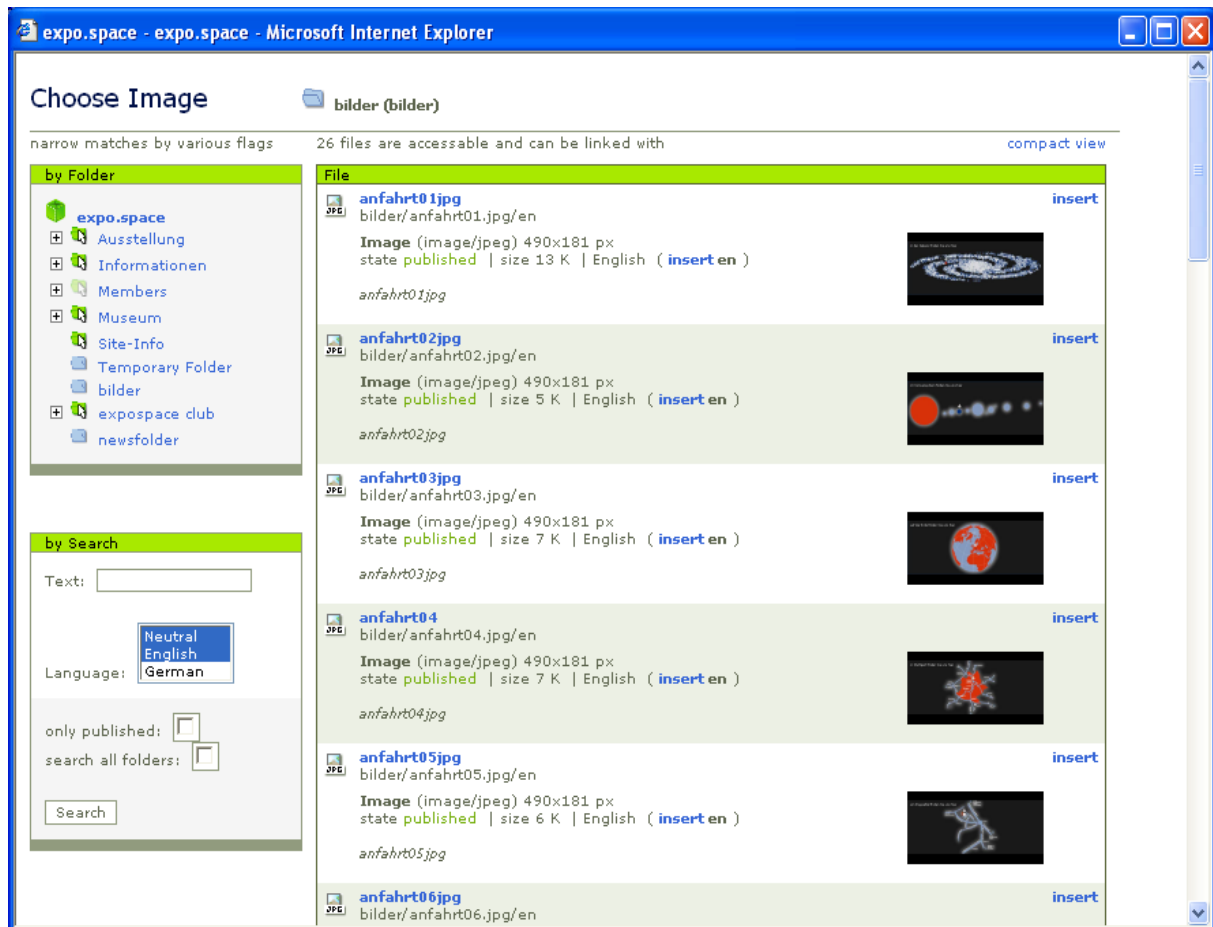 expo.space - expo.space - Microsoft Internet Explorer
Choose Image
bilder (bilder)
narrow matches by various flags
26 files are accessable and can be linked with
compact view
by Folder
expo.space
Ausstellung
Informationen
Members
Museum
Site-Info
Temporary Folder
bilder
expospace club
newsfolder
by Search
Text:
Language:
Neutral
English
German
only published:
search all folders:
Search
File
JPG
anfahrt01jpg
insert
bilder/anfahrt01.jpg/en
Image (image/jpeg) 490x181 px
state published | size 13 K | English ( insert en )
anfahrt01jpg
JPG
anfahrt02jpg
insert
bilder/anfahrt02.jpg/en
Image (image/jpeg) 490x181 px
state published | size 5 K | English ( insert en )
anfahrt02jpg
JPG
anfahrt03jpg
insert
bilder/anfahrt03.jpg/en
Image (image/jpeg) 490x181 px
state published | size 7 K | English ( insert en )
anfahrt03jpg
JPG
anfahrt04
insert
bilder/anfahrt04.jpg/en
Image (image/jpeg) 490x181 px
state published | size 7 K | English ( insert en )
anfahrt04jpg
JPG
anfahrt05jpg
insert
bilder/anfahrt05.jpg/en
Image (image/jpeg) 490x181 px
state published | size 6 K | English ( insert en )
anfahrt05jpg
JPG
anfahrt06jpg
insert
bilder/anfahrt06.jpg/en